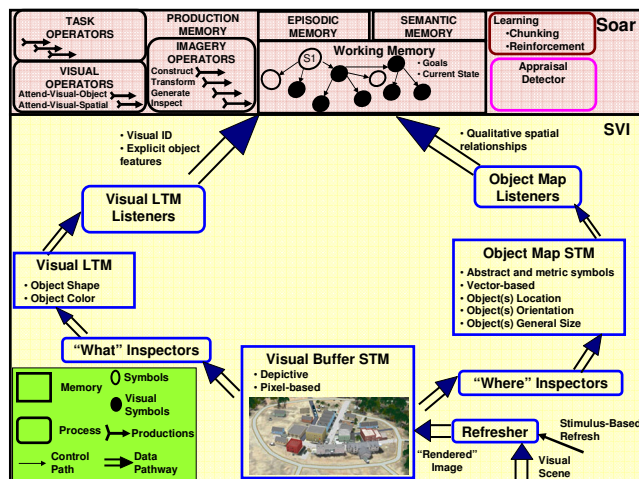 TASK
OPERATORS
VISUAL
OPERATORS
Attend-Visual-Object
Attend-Visual-Spatial
PRODUCTION
MEMORY
IMAGERY
OPERATORS
Construct
Transform
Generate
Inspect
EPISODIC
MEMORY
SEMANTIC
MEMORY
Working Memory
S1
• Goals
• Current State
Learning
•Chunking
•Reinforcement
Appraisal
Detector
Soar
SVI
• Visual ID
• Explicit object
features
• Qualitative spatial
relationships
Visual LTM
Listeners
Object Map
Listeners
Visual LTM
• Object Shape
• Object Color
Object Map STM
• Abstract and metric symbols
• Vector-based
• Object(s) Location
• Object(s) Orientation
• Object(s) General Size
“What” Inspectors
Visual Buffer STM
• Depictive
• Pixel-based
“Where” Inspectors
Refresher
Stimulus-Based
Refresh
“Rendered”
Image
Visual
Scene
Memory
Symbols
Visual
Symbols
Process
Productions
Control
Path
Data
Pathway